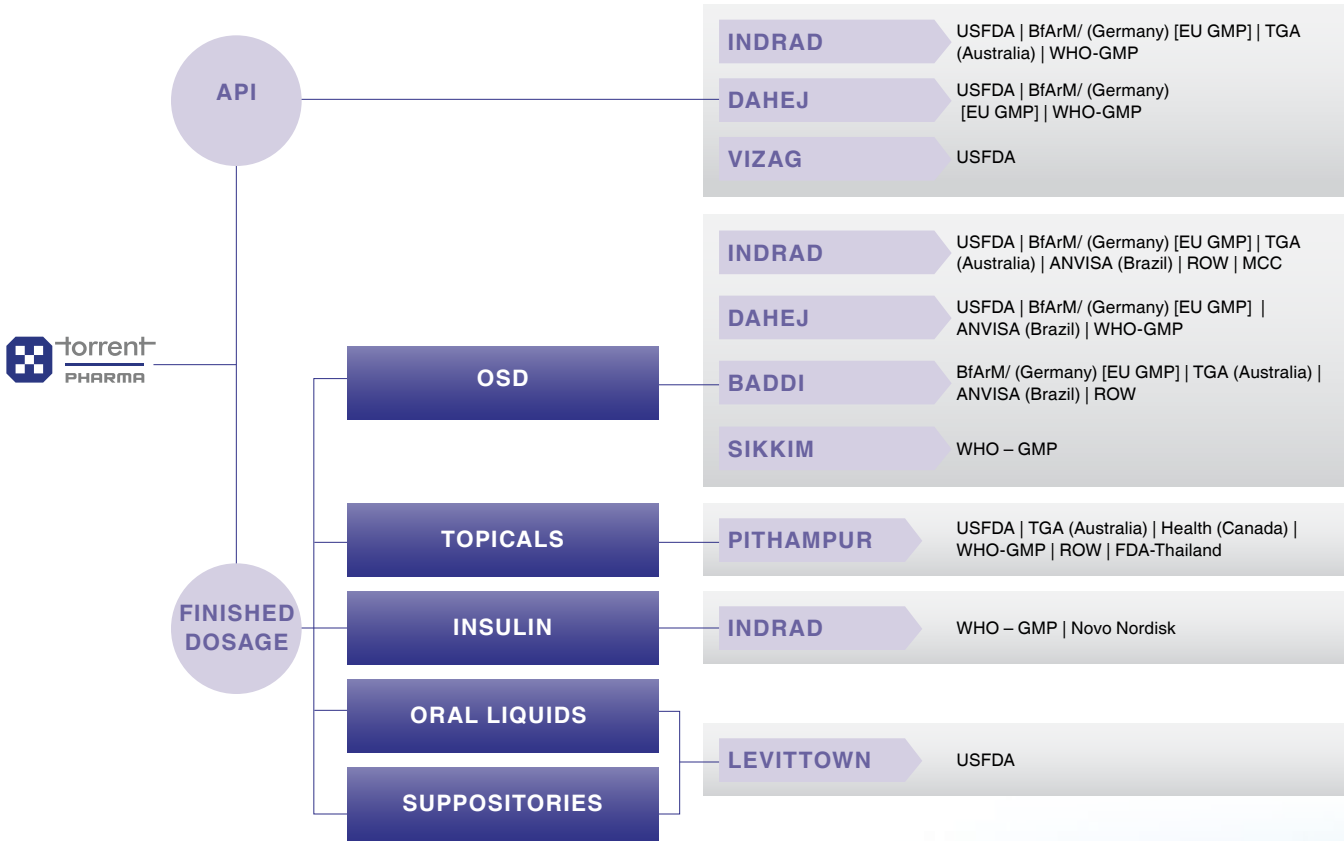 torrent
PHARMA
API
INDRAD
USFDA | BfArM/ (Germany) [EU GMP] | TGA
(Australia) | WHO-GMP
DAHEJ
USFDA | BfArM/ (Germany)
[EU GMP] | WHO-GMP
VIZAG
USFDA
FINISHED
DOSAGE
OSD
INDRAD
USFDA | BfArM/ (Germany) [EU GMP] | TGA
(Australia) | ANVISA (Brazil) | ROW | MCC
DAHEJ
USFDA | BfArM/ (Germany) [EU GMP] |
ANVISA (Brazil) | WHO-GMP
BADDI
BfArM/ (Germany) [EU GMP] | TGA (Australia) |
ANVISA (Brazil) | ROW
SIKKIM
WHO – GMP
TOPICALS
PITHAMPUR
USFDA | TGA (Australia) | Health (Canada) |
WHO-GMP | ROW | FDA-Thailand
INSULIN
INDRAD
WHO – GMP | Novo Nordisk
ORAL LIQUIDS
SUPPOSITORIES
LEVITTOWN
USFDA